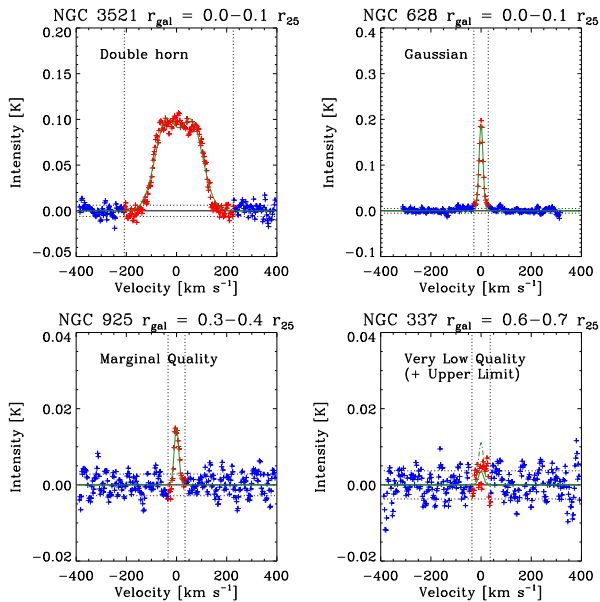 NGC 3521 r_gal = 0.0−0.1 r_25
NGC 628 r_gal = 0.0−0.1 r_25
Double horn
Gaussian
Intensity [K]
0.20
0.15
0.10
0.05
0.00
−0.05
−400 −200 0 200 400
Velocity [km s⁻¹]
Intensity [K]
0.4
0.3
0.2
0.1
0.0
−0.1
−400 −200 0 200 400
Velocity [km s⁻¹]
NGC 925 r_gal = 0.3−0.4 r_25
NGC 337 r_gal = 0.6−0.7 r_25
Marginal Quality
Very Low Quality
(+ Upper Limit)
Intensity [K]
0.04
0.02
0.00
−0.02
−400 −200 0 200 400
Velocity [km s⁻¹]
Intensity [K]
0.04
0.02
0.00
−0.02
−400 −200 0 200 400
Velocity [km s⁻¹]